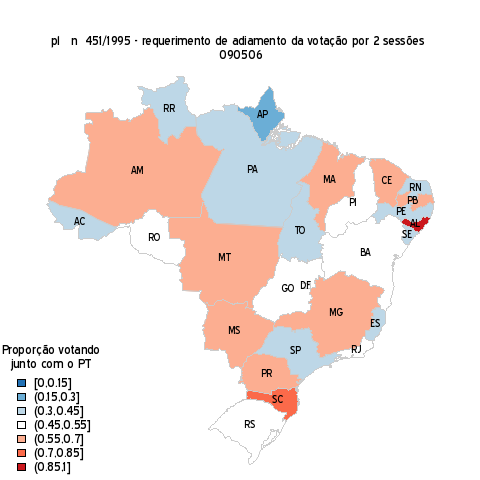 pl n 451/1995 - requerimento de adiamento da votação por 2 sessões
090506
RR
AP
AM
PA
MA
CE
RN
PB
PI
PE
AL
SE
AC
RO
TO
BA
MT
GO
DF
MG
ES
MS
SP
RJ
PR
SC
RS
Proporção votando
junto com o PT
[0,0.15]
(0.15,0.3]
(0.3,0.45]
(0.45,0.55]
(0.55,0.7]
(0.7,0.85]
(0.85,1]